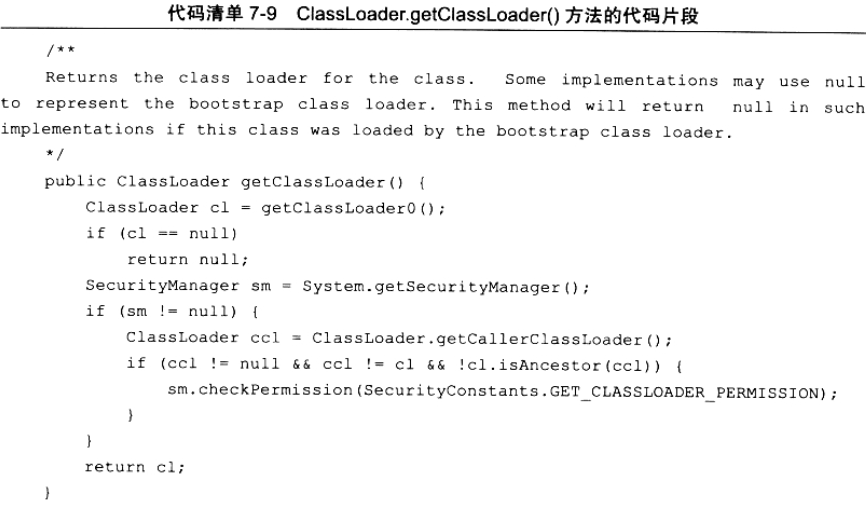 代码清单 7-9 ClassLoader.getClassLoader() 方法的代码片段
/**
Returns the class loader for the class. Some implementations may use null
to represent the bootstrap class loader. This method will return null in such
implementations if this class was loaded by the bootstrap class loader.
*/
public ClassLoader getClassLoader() {
ClassLoader cl = getClassLoader0();
if (cl == null)
return null;
SecurityManager sm = System.getSecurityManager();
if (sm != null) {
ClassLoader ccl = ClassLoader.getCallerClassLoader();
if (ccl != null && ccl != cl && !cl.isAncestor(ccl)) {
sm.checkPermission(SecurityConstants.GET_CLASSLOADER_PERMISSION);
}
}
return cl;
}